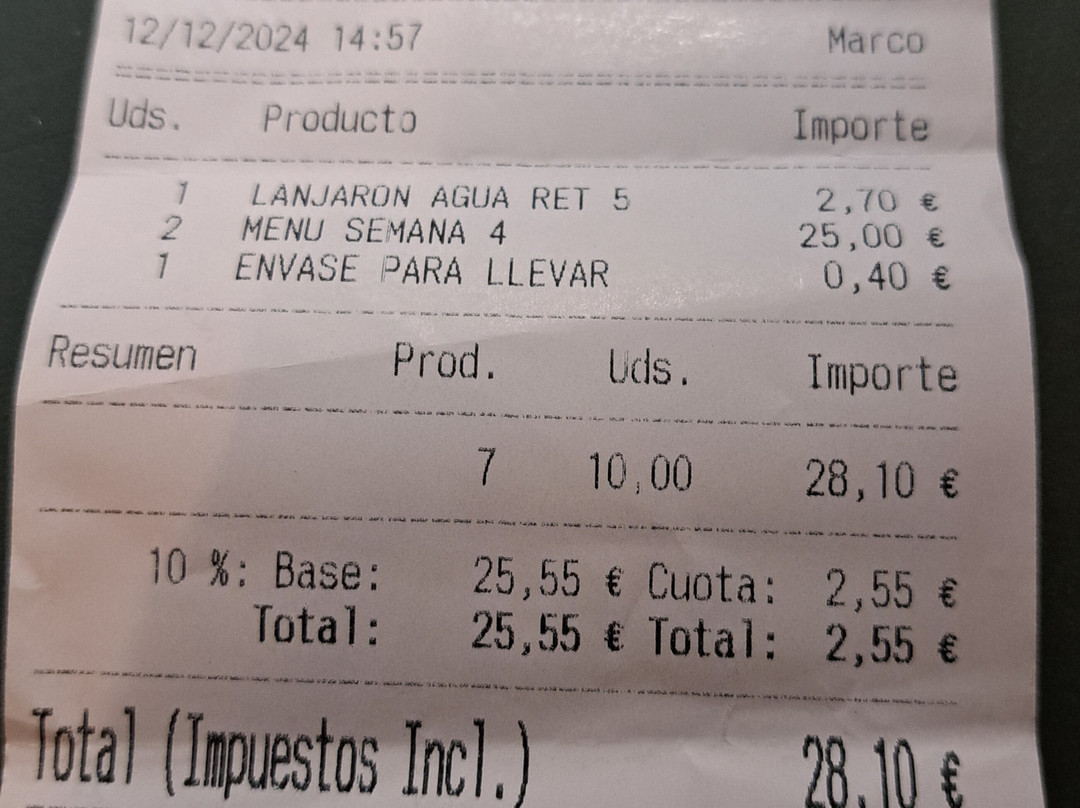 12/12/2024 14:57 Marco
Uds. Producto Importe
1 LANJARON AGUA RET 5 2,70 €
2 MENU SEMANA 4 25,00 €
1 ENVASE PARA LLEVAR 0,40 €
Resumen Prod. Uds. Importe
7 10,00 28,10 €
10 %: Base: 25,55 € Cuota: 2,55 €
Total: 25,55 € Total: 2,55 €
Total (Impuestos Incl.) 28,10 €